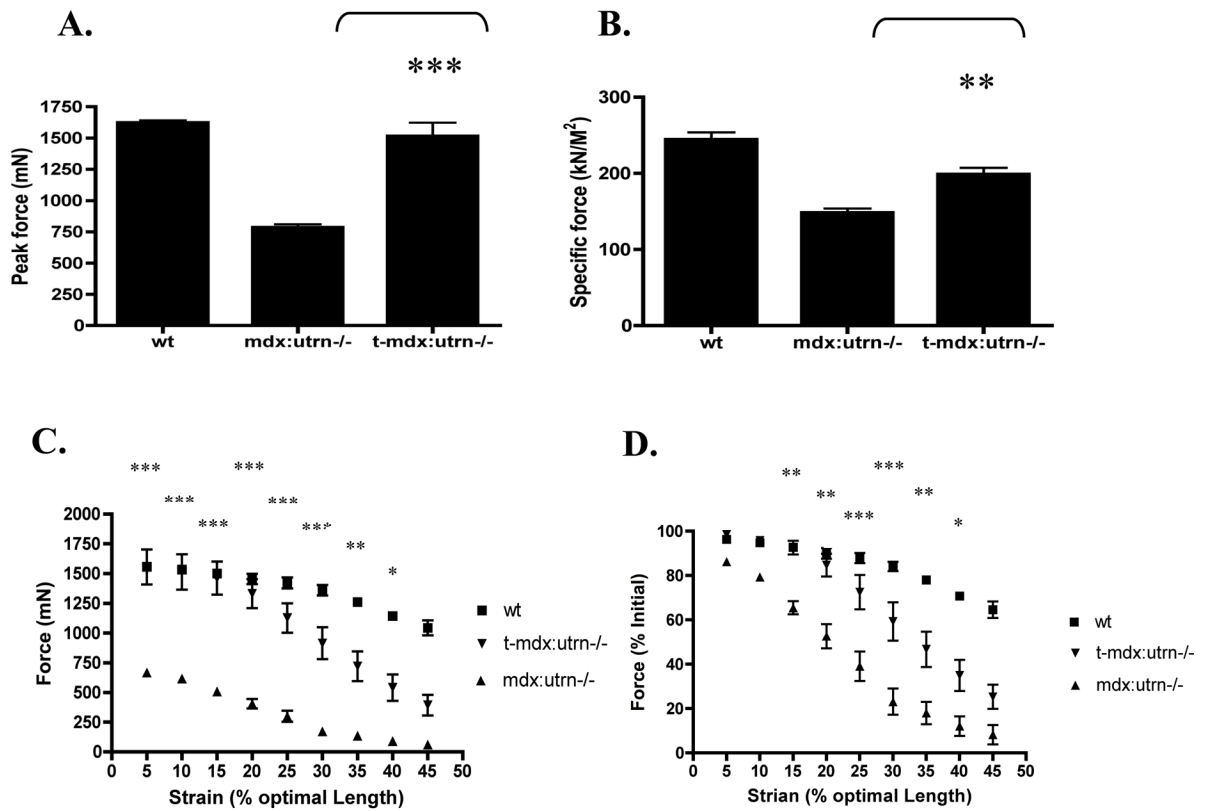 A.
***
Peak force (mN)
1750
1500
1250
1000
750
500
250
0
wt
mdx:utrn-/-
t-mdx:utrn-/-
B.
**
Specific force (kN/M²)
300
200
100
0
wt
mdx:utrn-/-
t-mdx:utrn-/-
C.
***
***
***
***
***
***
**
*
Force (mN)
2000
1750
1500
1250
1000
750
500
250
0
0 5 10 15 20 25 30 35 40 45 50
Strain (% optimal Length)
wt
t-mdx:utrn-/-
mdx:utrn-/-
D.
**
**
***
***
**
*
Force (% Initial)
100
80
60
40
20
0
0 5 10 15 20 25 30 35 40 45 50
Strian (% optimal Length)
wt
t-mdx:utrn-/-
mdx:utrn-/-